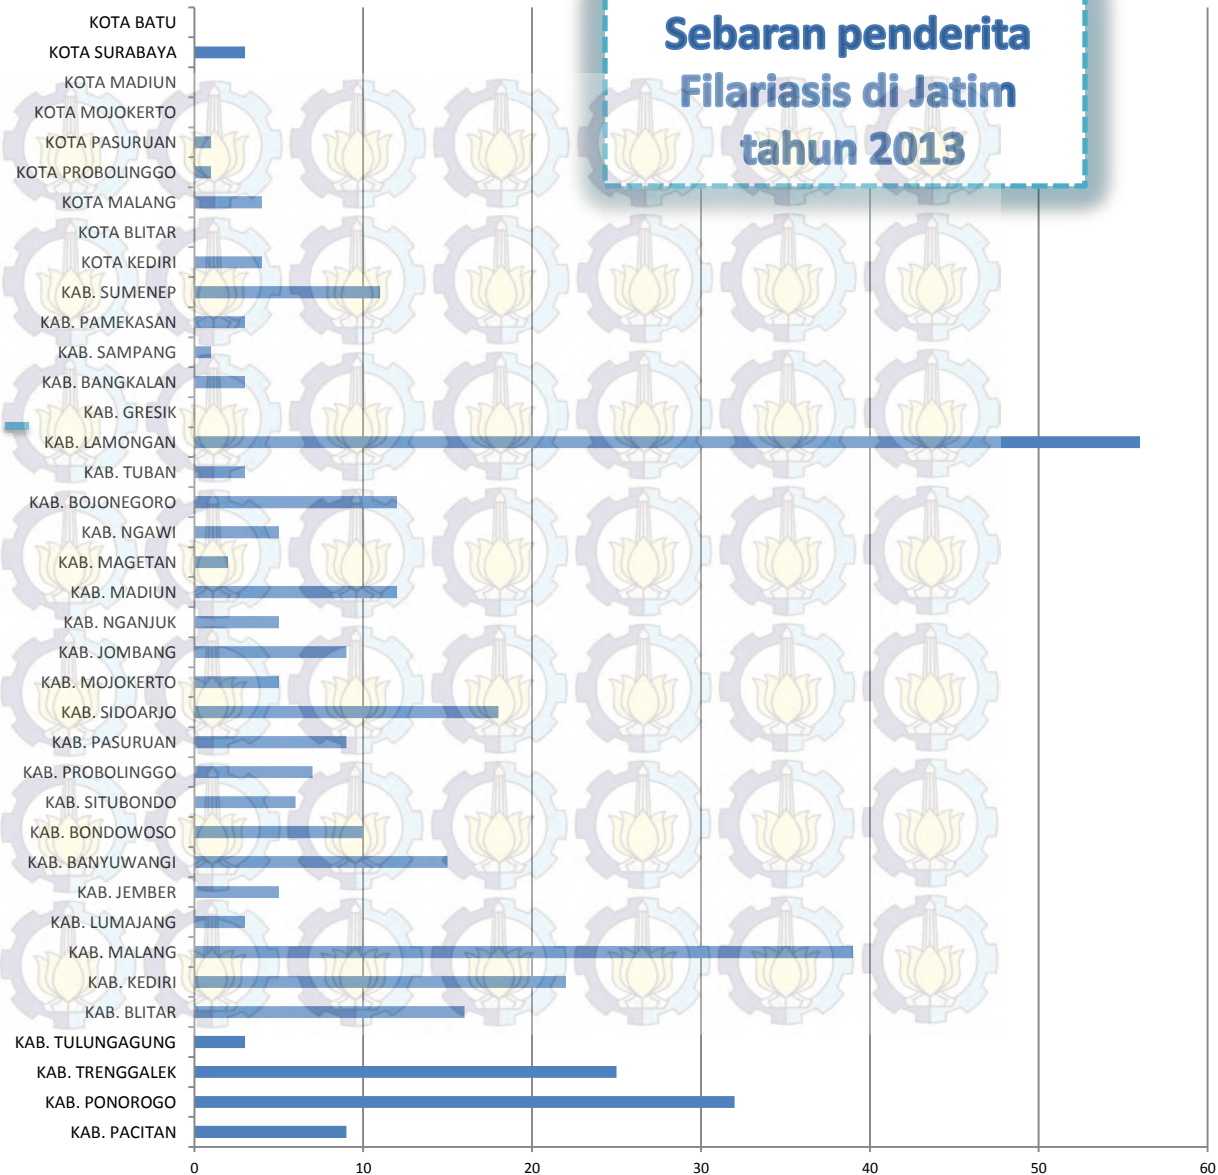 Sebaran penderita
Filariasis di Jatim
tahun 2013
KOTA BATU
KOTA SURABAYA
KOTA MADIUN
KOTA MOJOKERTO
KOTA PASURUAN
KOTA PROBOLINGGO
KOTA MALANG
KOTA BLITAR
KOTA KEDIRI
KAB. SUMENEP
KAB. PAMEKASAN
KAB. SAMPANG
KAB. BANGKALAN
KAB. GRESIK
KAB. LAMONGAN
KAB. TUBAN
KAB. BOJONEGORO
KAB. NGAWI
KAB. MAGETAN
KAB. MADIUN
KAB. NGANJUK
KAB. JOMBANG
KAB. MOJOKERTO
KAB. SIDOARJO
KAB. PASURUAN
KAB. PROBOLINGGO
KAB. SITUBONDO
KAB. BONDOWOSO
KAB. BANYUWANGI
KAB. JEMBER
KAB. LUMAJANG
KAB. MALANG
KAB. KEDIRI
KAB. BLITAR
KAB. TULUNGAGUNG
KAB. TRENGGALEK
KAB. PONOROGO
KAB. PACITAN
0 10 20 30 40 50 60